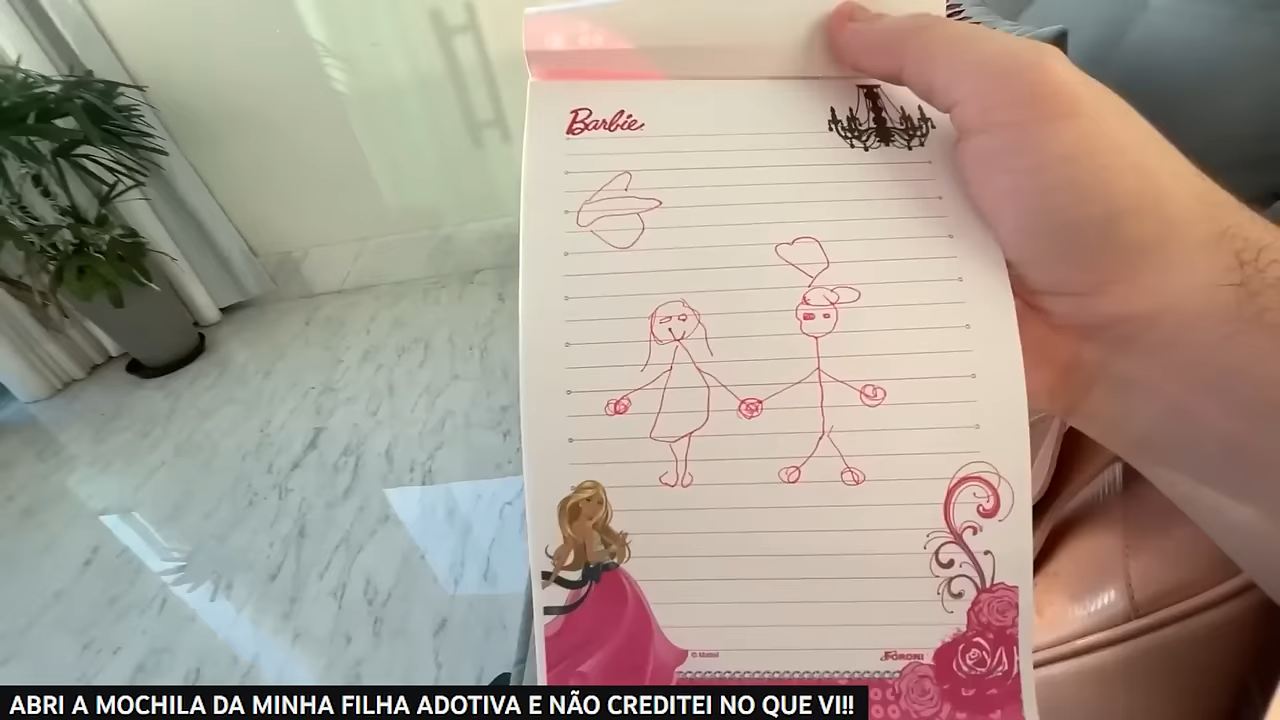 Barbie
© Mattel
FORONI
ABRI A MOCHILA DA MINHA FILHA ADOTIVA E NÃO CREDITEI NO QUE VI!!